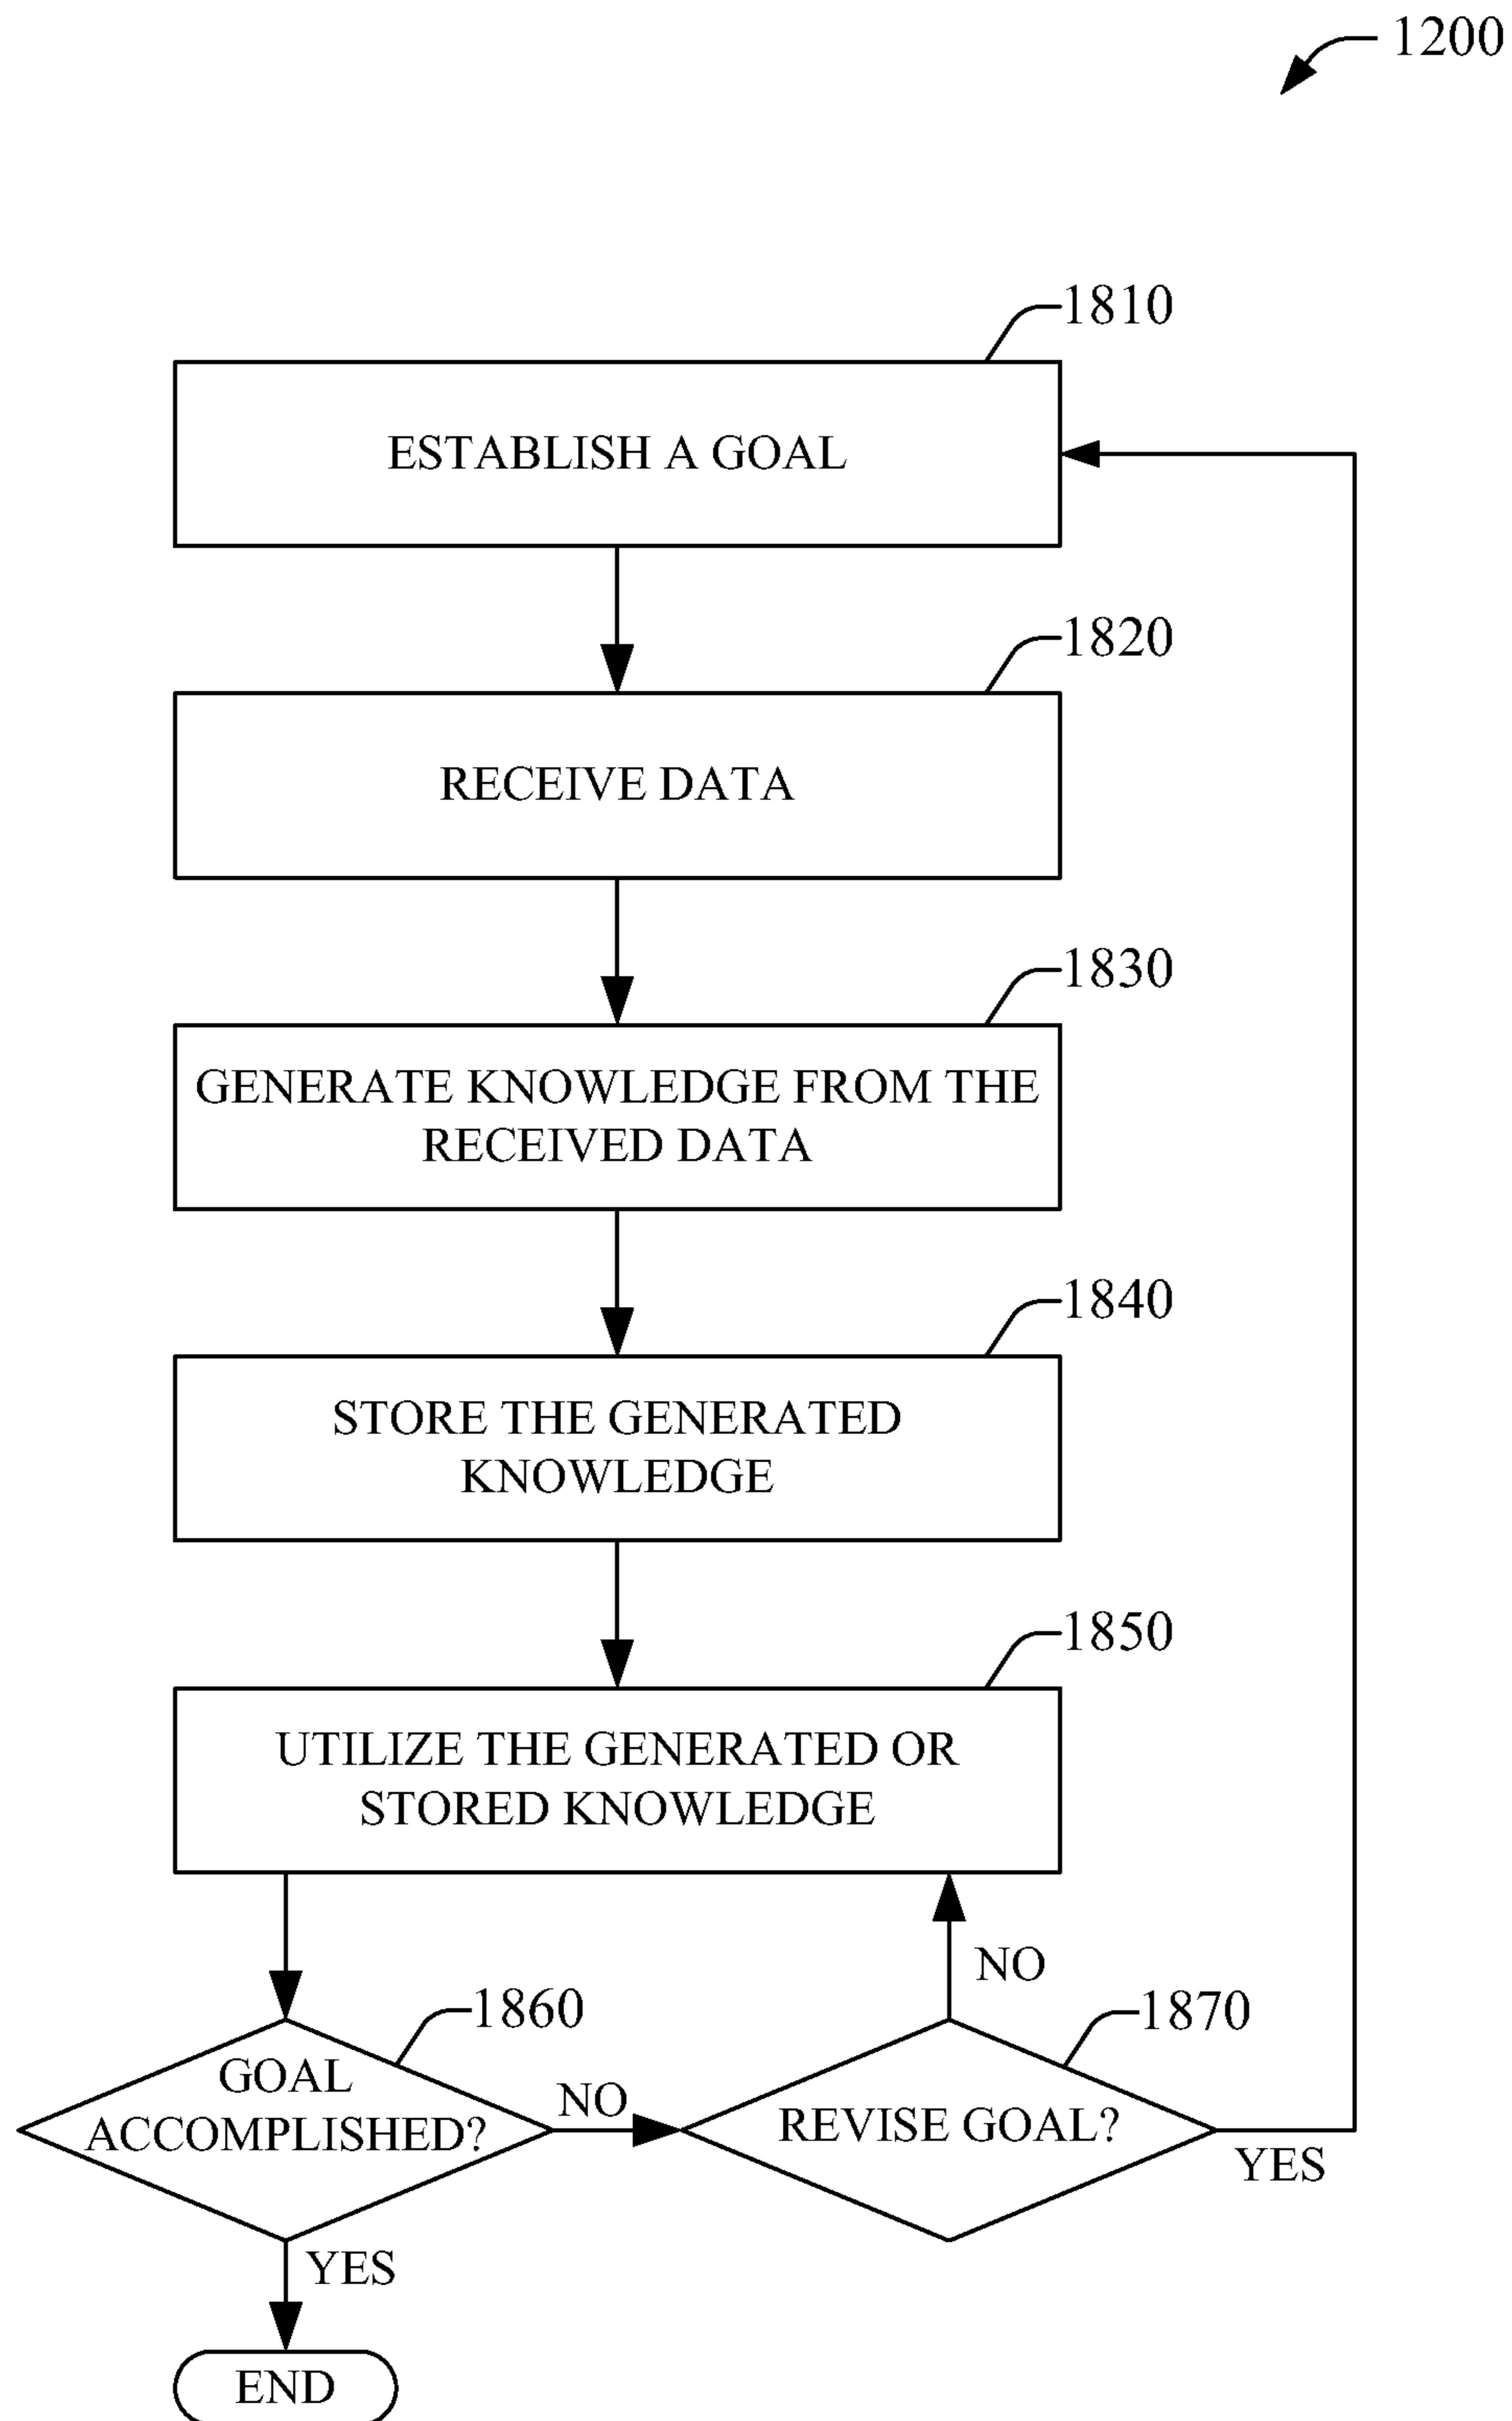 1200
1810
ESTABLISH A GOAL
1820
RECEIVE DATA
1830
GENERATE KNOWLEDGE FROM THE
RECEIVED DATA
1840
STORE THE GENERATED
KNOWLEDGE
1850
UTILIZE THE GENERATED OR
STORED KNOWLEDGE
NO
1860
1870
GOAL
ACCOMPLISHED?
NO
REVISE GOAL?
YES
YES
END